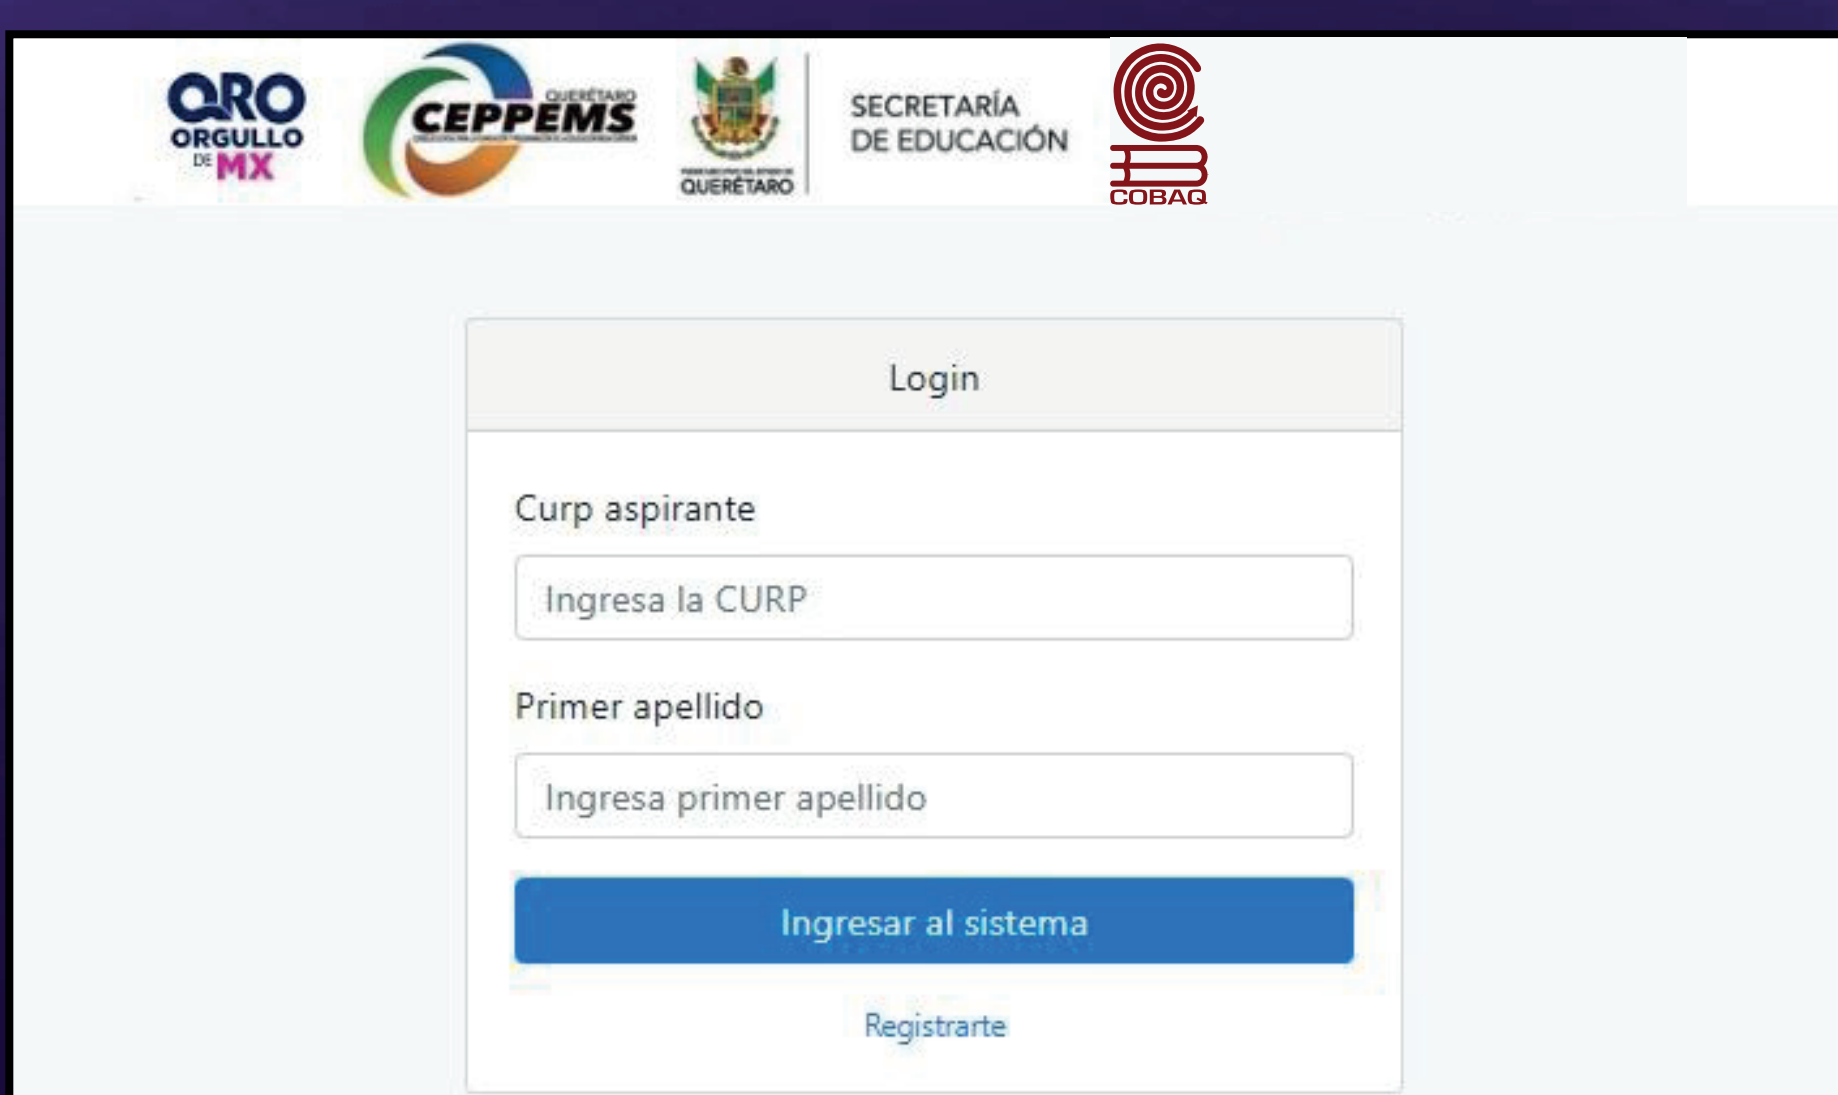 QRO
ORGULLO
DE MX
QUERÉTARO
CEPPEMS
QUERÉTARO
SECRETARÍA
DE EDUCACIÓN
COBAQ
Login
Curp aspirante
Ingresa la CURP
Primer apellido
Ingresa primer apellido
Ingresar al sistema
Registrarte